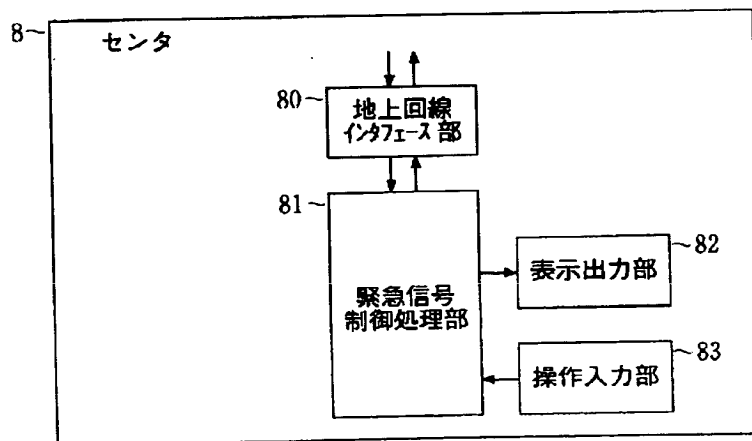 8~
センタ
80~
地上回線
インタフェース部
81~
緊急信号
制御処理部
~82
表示出力部
~83
操作入力部